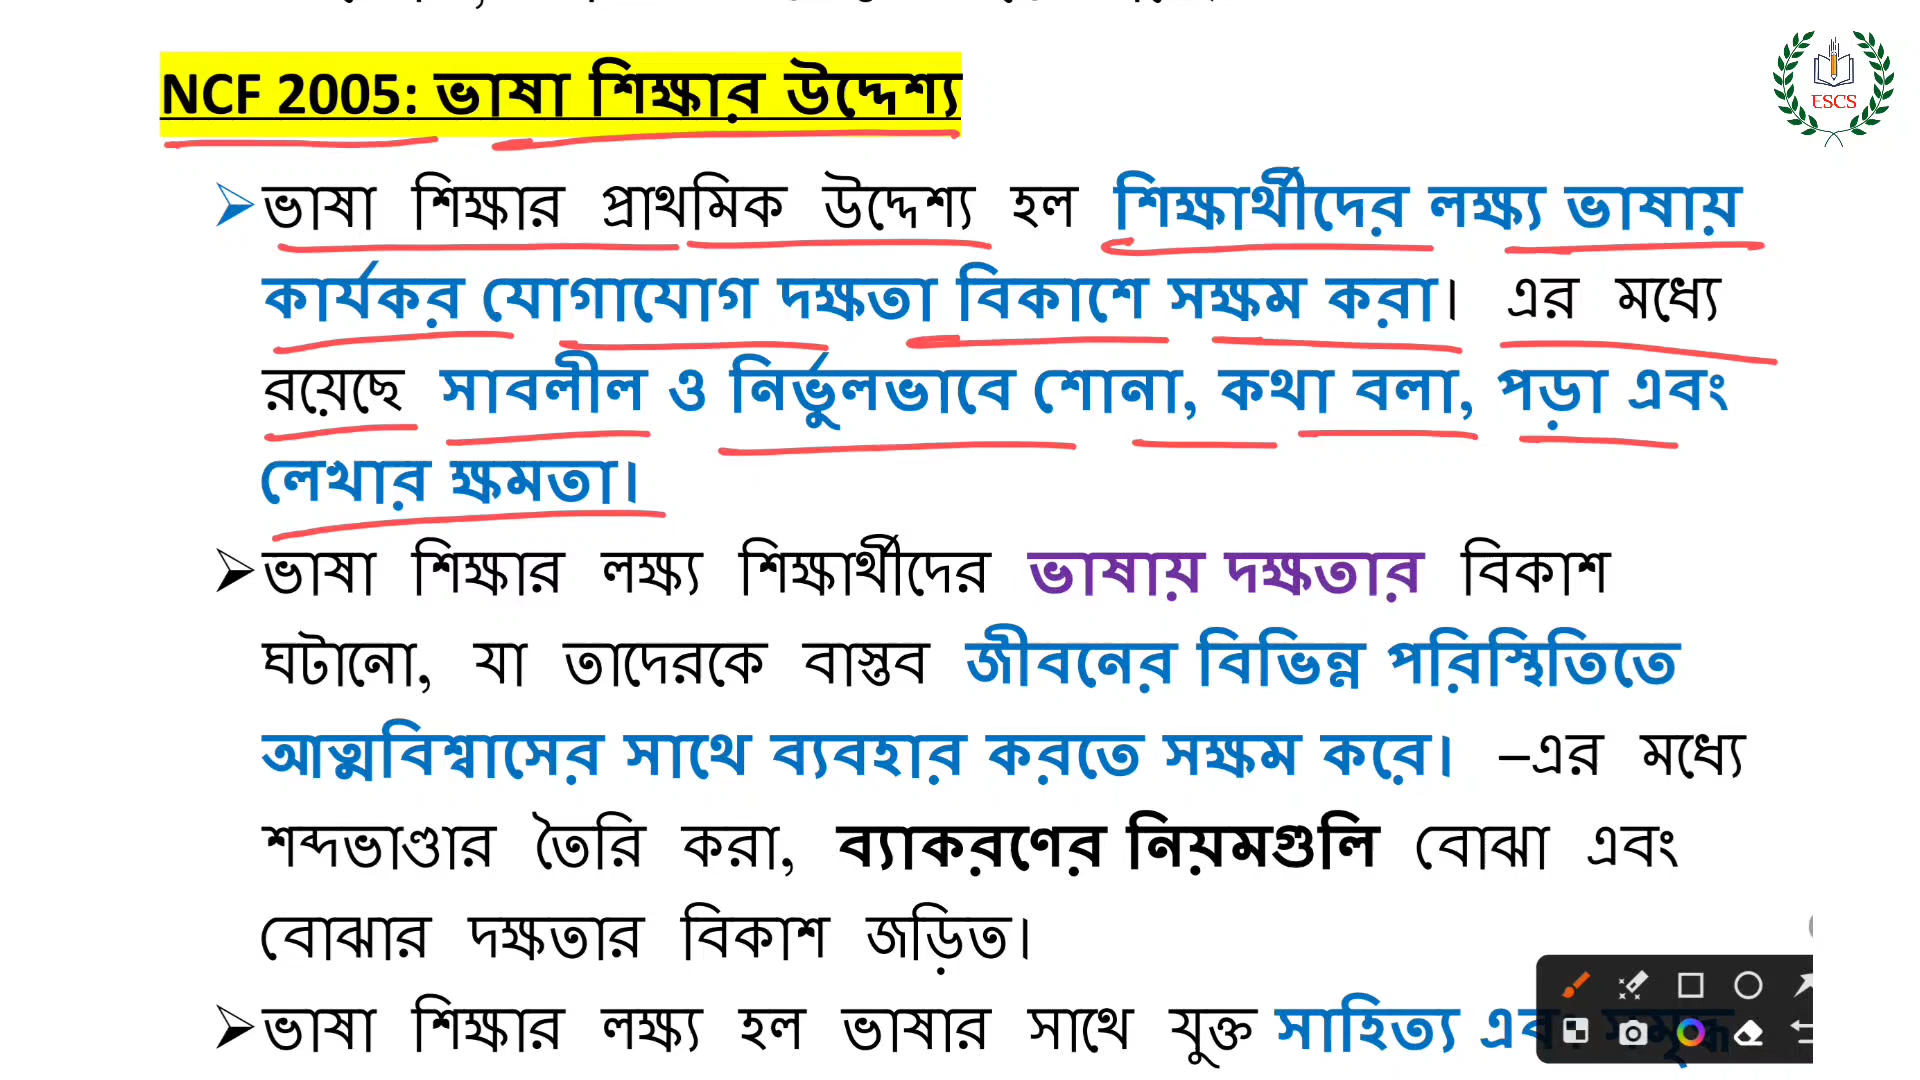 NCF 2005: ভাষা শিক্ষার উদ্দেশ্য
ESCS
ভাষা শিক্ষার প্রাথমিক উদ্দেশ্য হল শিক্ষার্থীদের লক্ষ্য ভাষায়
কার্যকর যোগাযোগ দক্ষতা বিকাশে সক্ষম করা। এর মধ্যে
রয়েছে সাবলীল ও নির্ভুলভাবে শোনা, কথা বলা, পড়া এবং
লেখার ক্ষমতা।
ভাষা শিক্ষার লক্ষ্য শিক্ষার্থীদের ভাষায় দক্ষতার বিকাশ
ঘটানো, যা তাদেরকে বাস্তব জীবনের বিভিন্ন পরিস্থিতিতে
আত্মবিশ্বাসের সাথে ব্যবহার করতে সক্ষম করে। –এর মধ্যে
শব্দভাণ্ডার তৈরি করা, ব্যাকরণের নিয়মগুলি বোঝা এবং
বোঝার দক্ষতার বিকাশ জড়িত।
ভাষা শিক্ষার লক্ষ্য হল ভাষার সাথে যুক্ত সাহিত্য এবং সমৃদ্ধ